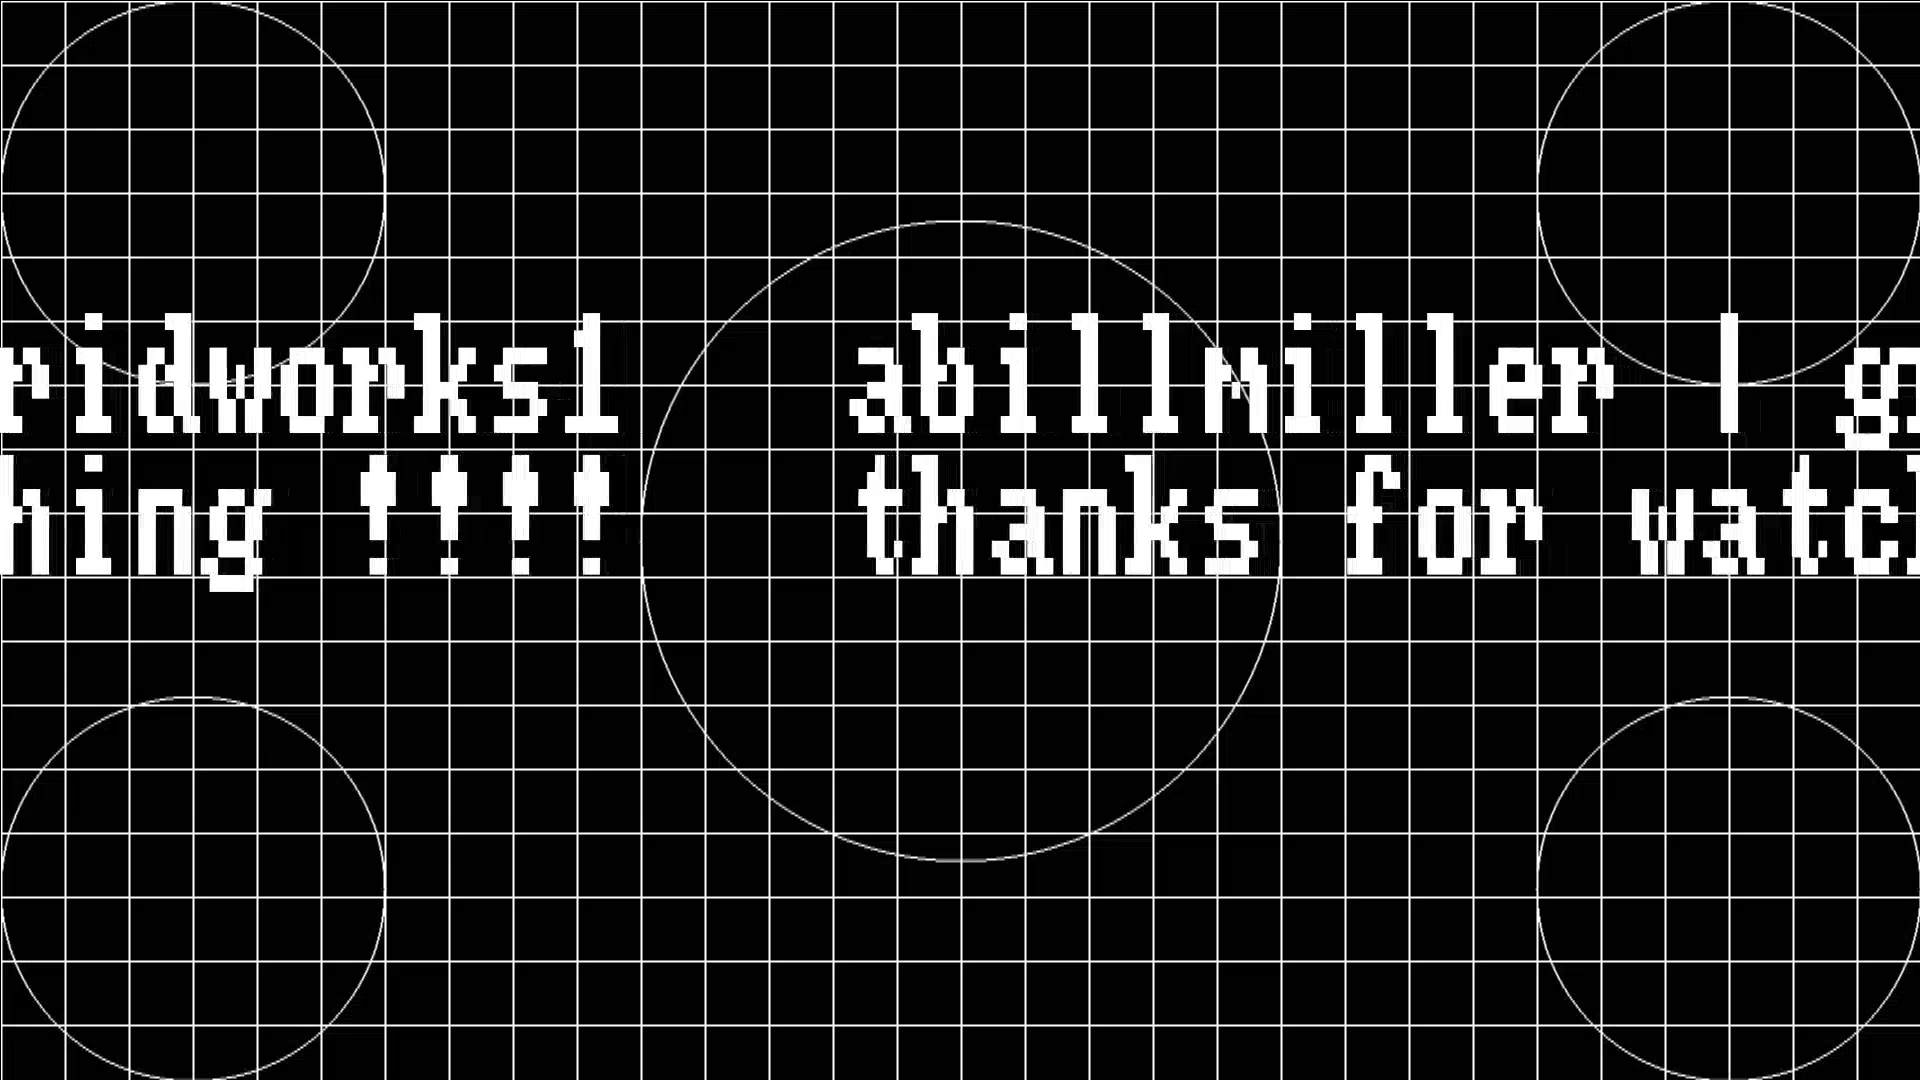 ridworks1 abillmiller | g
hing !!!! thanks for watc